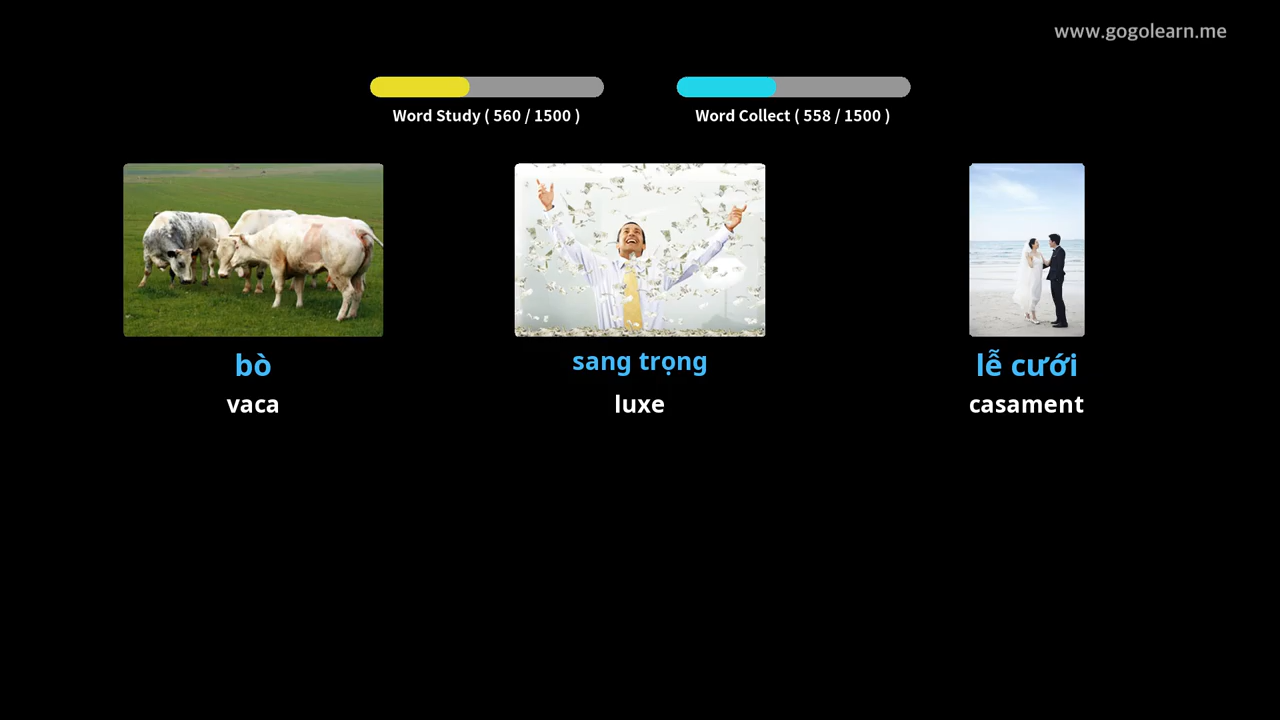 www.gogolearn.me
Word Study ( 560 / 1500 )
Word Collect ( 558 / 1500 )
bò
sang trọng
lễ cưới
vaca
luxe
casament